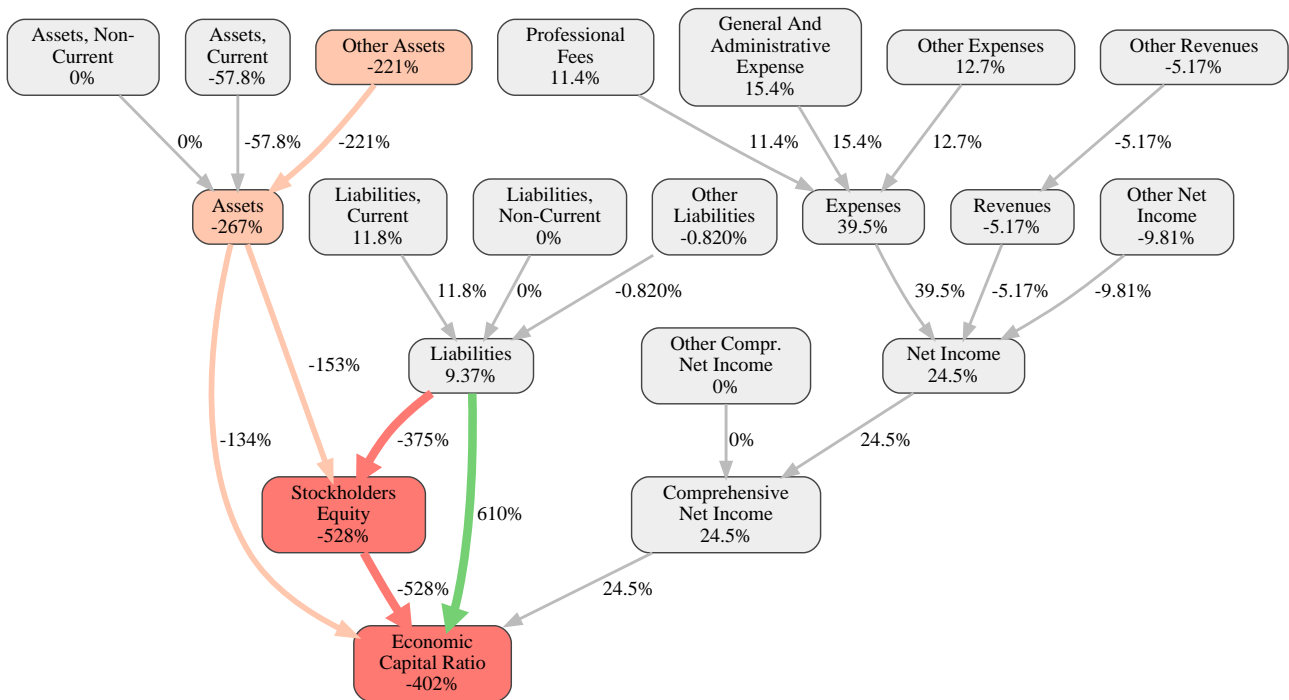 Assets, Non-
Current
0%
Assets,
Current
-57.8%
Other Assets
-221%
Professional
Fees
11.4%
General And
Administrative
Expense
15.4%
Other Expenses
12.7%
Other Revenues
-5.17%
0%
-57.8%
-221%
11.4%
15.4%
12.7%
-5.17%
Assets
-267%
Liabilities,
Current
11.8%
Liabilities,
Non-Current
0%
Other
Liabilities
-0.820%
Expenses
39.5%
Revenues
-5.17%
Other Net
Income
-9.81%
11.8%
0%
-0.820%
39.5%
-5.17%
-9.81%
-153%
Liabilities
9.37%
Other Compr.
Net Income
0%
Net Income
24.5%
-134%
-375%
0%
24.5%
Stockholders
Equity
-528%
610%
Comprehensive
Net Income
24.5%
-528%
24.5%
Economic
Capital Ratio
-402%